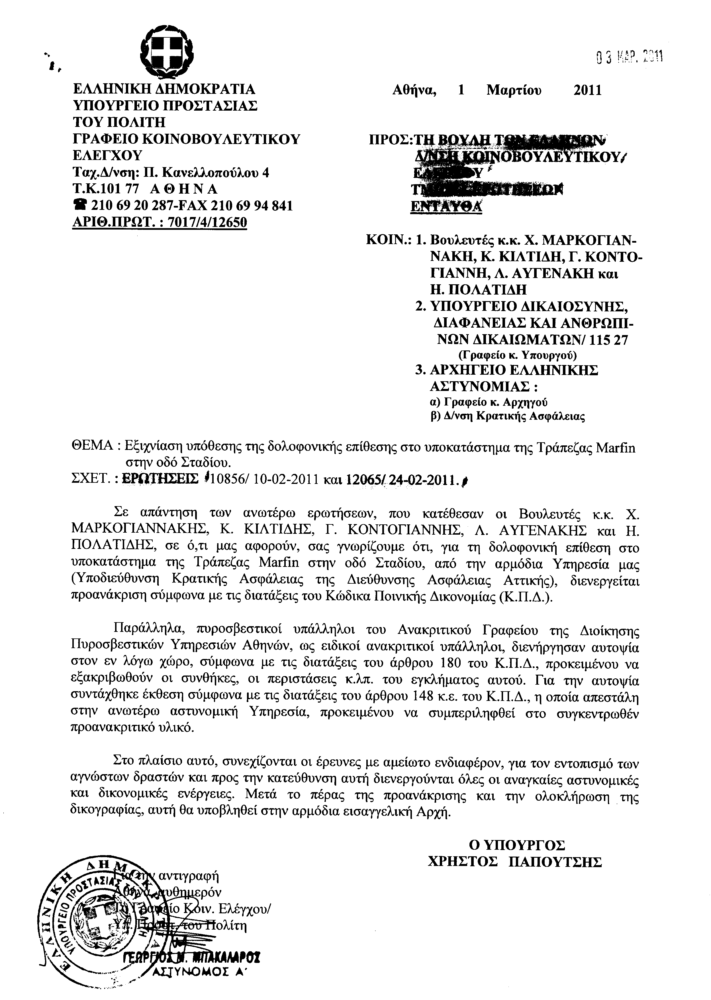 03 ΜΑΡ. 2011
ΕΛΛΗΝΙΚΗ ΔΗΜΟΚΡΑΤΙΑ
ΥΠΟΥΡΓΕΙΟ ΠΡΟΣΤΑΣΙΑΣ
ΤΟΥ ΠΟΛΙΤΗ
ΓΡΑΦΕΙΟ ΚΟΙΝΟΒΟΥΛΕΥΤΙΚΟΥ
ΕΛΕΓΧΟΥ
Ταχ.Δ/νση: Π. Κανελλοπούλου 4
Τ.Κ.101 77 Α Θ Η Ν Α
☎ 210 69 20 287-FAX 210 69 94 841
ΑΡΙΘ.ΠΡΩΤ. : 7017/4/12650
Αθήνα, 1 Μαρτίου 2011
ΠΡΟΣ:ΤΗ ΒΟΥΛΗ ΤΩΝ ΕΛΛΗΝΩΝ
Δ/ΝΣΗ ΚΟΙΝΟΒΟΥΛΕΥΤΙΚΟΥ/
ΕΛΕΓΧΟΥ
ΤΜΗΜΑ ΕΡΩΤΗΣΕΩΝ
ΕΝΤΑΥΘΑ
ΚΟΙΝ.: 1. Βουλευτές κ.κ. Χ. ΜΑΡΚΟΓΙΑΝ-
ΝΑΚΗ, Κ. ΚΙΛΤΙΔΗ, Γ. ΚΟΝΤΟ-
ΓΙΑΝΝΗ, Λ. ΑΥΓΕΝΑΚΗ και
Η. ΠΟΛΑΤΙΔΗ
2. ΥΠΟΥΡΓΕΙΟ ΔΙΚΑΙΟΣΥΝΗΣ,
ΔΙΑΦΑΝΕΙΑΣ ΚΑΙ ΑΝΘΡΩΠΙ-
ΝΩΝ ΔΙΚΑΙΩΜΑΤΩΝ/ 115 27
(Γραφείο κ. Υπουργού)
3. ΑΡΧΗΓΕΙΟ ΕΛΛΗΝΙΚΗΣ
ΑΣΤΥΝΟΜΙΑΣ :
α) Γραφείο κ. Αρχηγού
β) Δ/νση Κρατικής Ασφάλειας
ΘΕΜΑ : Εξιχνίαση υπόθεσης της δολοφονικής επίθεσης στο υποκατάστημα της Τράπεζας Marfin
στην οδό Σταδίου.
ΣΧΕΤ. : ΕΡΩΤΗΣΕΙΣ 10856/ 10-02-2011 και 12065/ 24-02-2011.
Σε απάντηση των ανωτέρω ερωτήσεων, που κατέθεσαν οι Βουλευτές κ.κ. Χ.
ΜΑΡΚΟΓΙΑΝΝΑΚΗΣ, Κ. ΚΙΛΤΙΔΗΣ, Γ. ΚΟΝΤΟΓΙΑΝΝΗΣ, Λ. ΑΥΓΕΝΑΚΗΣ και Η.
ΠΟΛΑΤΙΔΗΣ, σε ό,τι μας αφορούν, σας γνωρίζουμε ότι, για τη δολοφονική επίθεση στο
υποκατάστημα της Τράπεζας Marfin στην οδό Σταδίου, από την αρμόδια Υπηρεσία μας
(Υποδιεύθυνση Κρατικής Ασφάλειας της Διεύθυνσης Ασφάλειας Αττικής), διενεργείται
προανάκριση σύμφωνα με τις διατάξεις του Κώδικα Ποινικής Δικονομίας (Κ.Π.Δ.).
Παράλληλα, πυροσβεστικοί υπάλληλοι του Ανακριτικού Γραφείου της Διοίκησης
Πυροσβεστικών Υπηρεσιών Αθηνών, ως ειδικοί ανακριτικοί υπάλληλοι, διενήργησαν αυτοψία
στον εν λόγω χώρο, σύμφωνα με τις διατάξεις του άρθρου 180 του Κ.Π.Δ., προκειμένου να
εξακριβωθούν οι συνθήκες, οι περιστάσεις κ.λπ. του εγκλήματος αυτού. Για την αυτοψία
συντάχθηκε έκθεση σύμφωνα με τις διατάξεις του άρθρου 148 κ.ε. του Κ.Π.Δ., η οποία απεστάλη
στην ανωτέρω αστυνομική Υπηρεσία, προκειμένου να συμπεριληφθεί στο συγκεντρωθέν
προανακριτικό υλικό.
Στο πλαίσιο αυτό, συνεχίζονται οι έρευνες με αμείωτο ενδιαφέρον, για τον εντοπισμό των
αγνώστων δραστών και προς την κατεύθυνση αυτή διενεργούνται όλες οι αναγκαίες αστυνομικές
και δικονομικές ενέργειες. Μετά το πέρας της προανάκρισης και την ολοκλήρωση της
δικογραφίας, αυτή θα υποβληθεί στην αρμόδια εισαγγελική Αρχή.
Ο ΥΠΟΥΡΓΟΣ
ΧΡΗΣΤΟΣ ΠΑΠΟΥΤΣΗΣ
Για την αντιγραφή
Αθήνα, αυθημερόν
Το Γραφείο Κοιν. Ελέγχου/
Υπ. Προστ. του Πολίτη
ΓΕΩΡΓΙΟΣ Ν. ΜΠΑΚΑΛΑΡΟΣ
ΑΣΤΥΝΟΜΟΣ Α΄
ΕΛΛΗΝΙΚΗ ΔΗΜΟΚΡΑΤΙΑ
ΥΠΟΥΡΓΕΙΟ ΠΡΟΣΤΑΣΙΑΣ ΤΟΥ ΠΟΛΙΤΗ